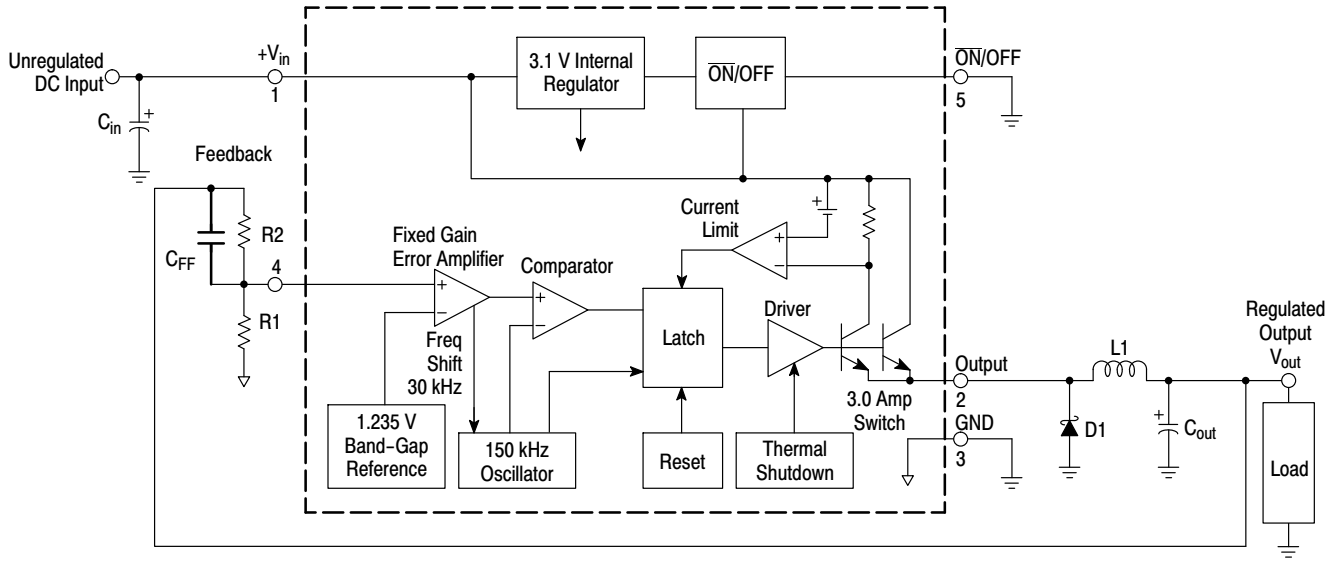 Unregulated
DC Input
+Vin
1
Cin
+
3.1 V Internal
Regulator
ON/OFF
ON/OFF
5
Feedback
R2
CFF
4
R1
Fixed Gain
Error Amplifier
+
−
Freq
Shift
30 kHz
Comparator
+
−
Current
Limit
+
−
+
Latch
Driver
3.0 Amp
Switch
Output
2
GND
3
1.235 V
Band−Gap
Reference
150 kHz
Oscillator
Reset
Thermal
Shutdown
D1
L1
+
Cout
Regulated
Output
Vout
Load